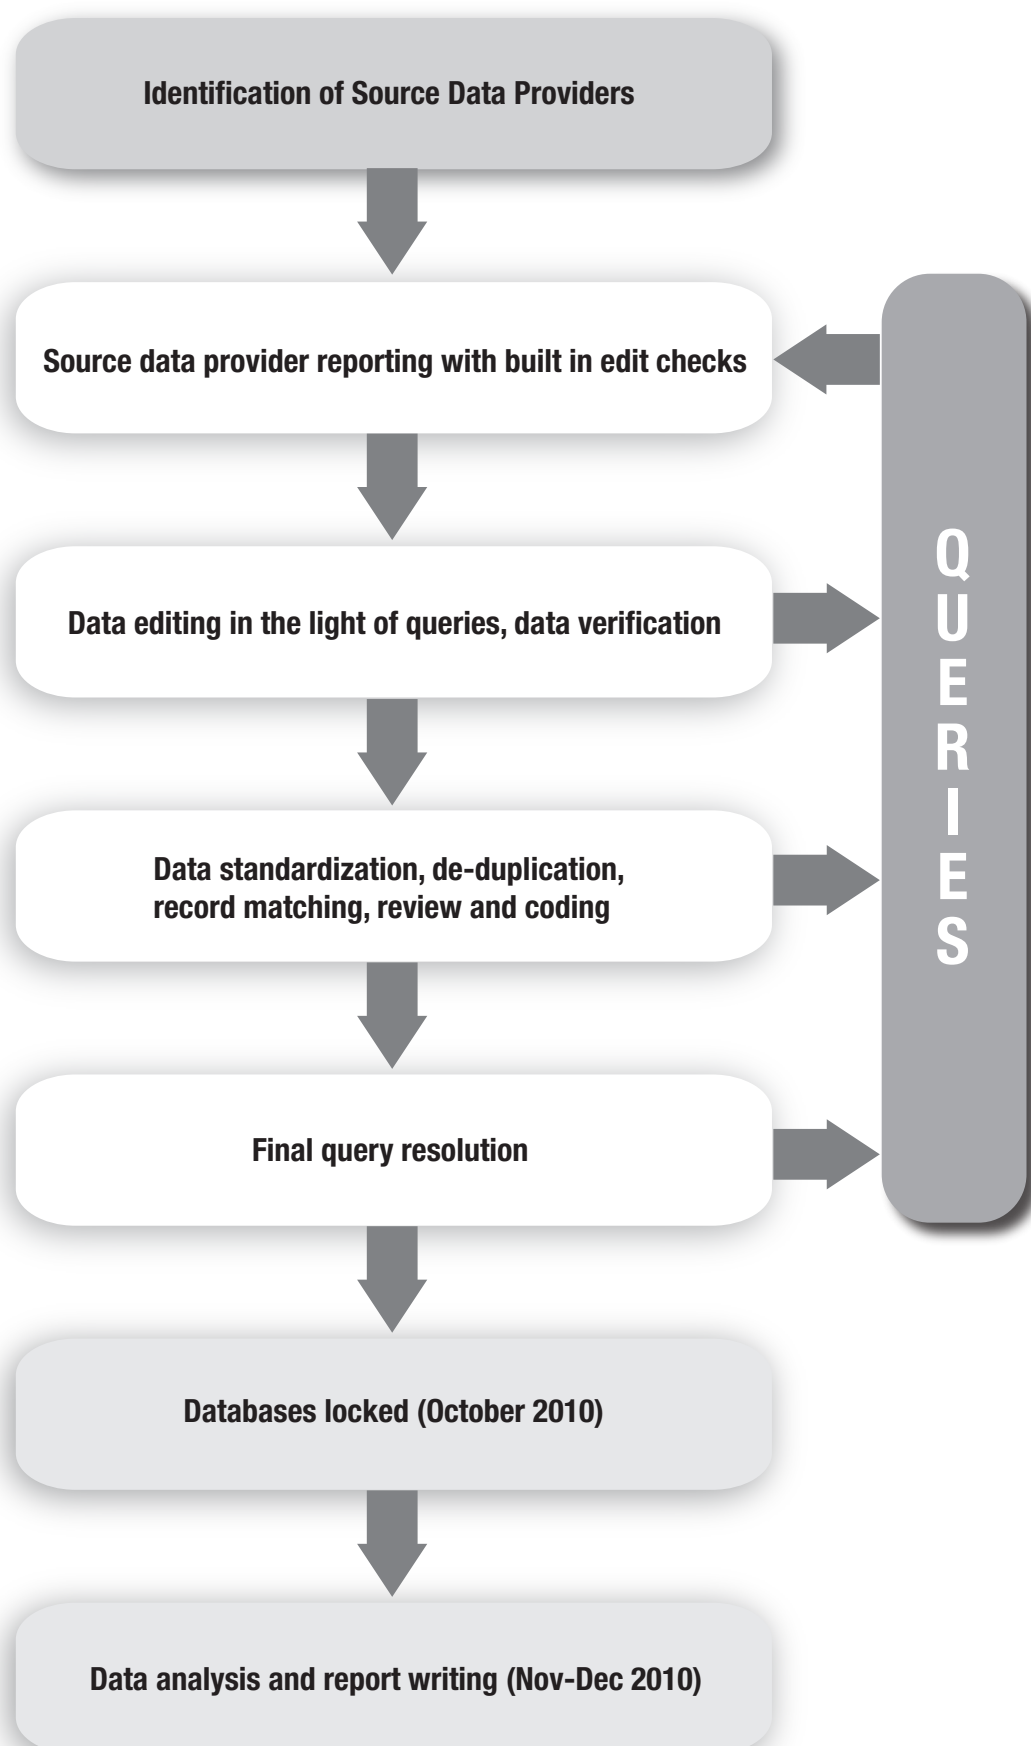 Identification of Source Data Providers
Source data provider reporting with built in edit checks
Data editing in the light of queries, data verification
Data standardization, de-duplication,
record matching, review and coding
Final query resolution
Databases locked (October 2010)
Data analysis and report writing (Nov-Dec 2010)
QUERIES